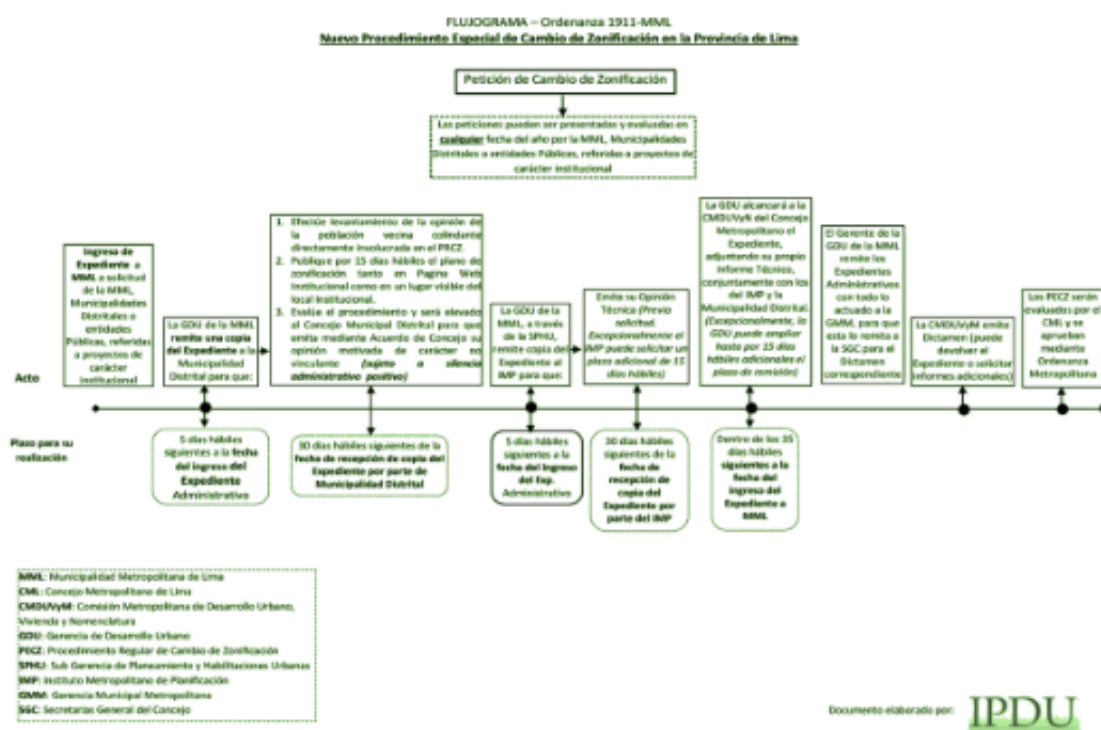 FLUJOGRAMA – Ordenanza 1911-MML
Nuevo Procedimiento Especial de Cambio de Zonificación en la Provincia de Lima
Petición de Cambio de Zonificación
Las peticiones pueden ser presentadas y evaluadas en
cualquier fecha del año por la MML, Municipalidades
Distritales o entidades Públicas, referidas a proyectos de
carácter institucional
Acto
Ingreso de
Expediente a
MML a solicitud
de la MML,
Municipalidades
Distritales o
entidades
Públicas, referidas
a proyectos de
carácter
institucional
La GDU de la MML
remite una copia
del Expediente a la
Municipalidad
Distrital para que:
1. Efectúe levantamiento de la opinión de
la población vecina colindante
directamente involucrada en el PECZ.
2. Publique por 15 días hábiles el plano de
zonificación tanto en Pagina Web
Institucional como en un lugar visible del
local Institucional.
3. Evalúe el procedimiento y será elevado
al Concejo Municipal Distrital para que
emita mediante Acuerdo de Concejo su
opinión motivada de carácter no
vinculante (sujeto a silencio
administrativo positivo)
La GDU de la
MML, a través
de la SPHU,
remite copia del
Expediente al
IMP para que:
Emita su Opinión
Técnica (Previa
solicitud.
Excepcionalmente el
IMP puede solicitar un
plazo adicional de 15
días hábiles)
La GDU alcanzará a la
CMDUVyN del Concejo
Metropolitano el
Expediente,
adjuntando su propio
Informe Técnico,
conjuntamente con los
del IMP y la
Municipalidad Distrital.
(Excepcionalmente, la
GDU puede ampliar
hasta por 15 días
hábiles adicionales el
plazo de remisión)
El Gerente de la
GDU de la MML
remite los
Expedientes
Administrativos
con todo lo
actuado a la
GMM, para que
esta lo remita a
la SGC para el
Dictamen
correspondiente
La CMDUVyM emite
Dictamen (puede
devolver el
Expediente o solicitar
informes adicionales)
Los PECZ serán
evaluados por el
CML y se
aprueban
mediante
Ordenanza
Metropolitana
Plazo para su
realización
5 días hábiles
siguientes a la fecha
del ingreso del
Expediente
Administrativo
30 días hábiles siguientes de la
fecha de recepción de copia del
Expediente por parte de
Municipalidad Distrital
5 días hábiles
siguientes a la
fecha del ingreso
del Exp.
Administrativo
30 días hábiles
siguientes de la
fecha de
recepción de
copia del
Expediente por
parte del IMP
Dentro de los 35
días hábiles
siguientes a la
fecha del
ingreso del
Expediente a
MML
MML: Municipalidad Metropolitana de Lima
CML: Concejo Metropolitano de Lima
CMDUVyM: Comisión Metropolitana de Desarrollo Urbano,
Vivienda y Nomenclatura
GDU: Gerencia de Desarrollo Urbano
PECZ: Procedimiento Regular de Cambio de Zonificación
SPHU: Sub Gerencia de Planeamiento y Habilitaciones Urbanas
IMP: Instituto Metropolitano de Planificación
GMM: Gerencia Municipal Metropolitana
SGC: Secretarias General del Concejo
Documento elaborado por: IPDU